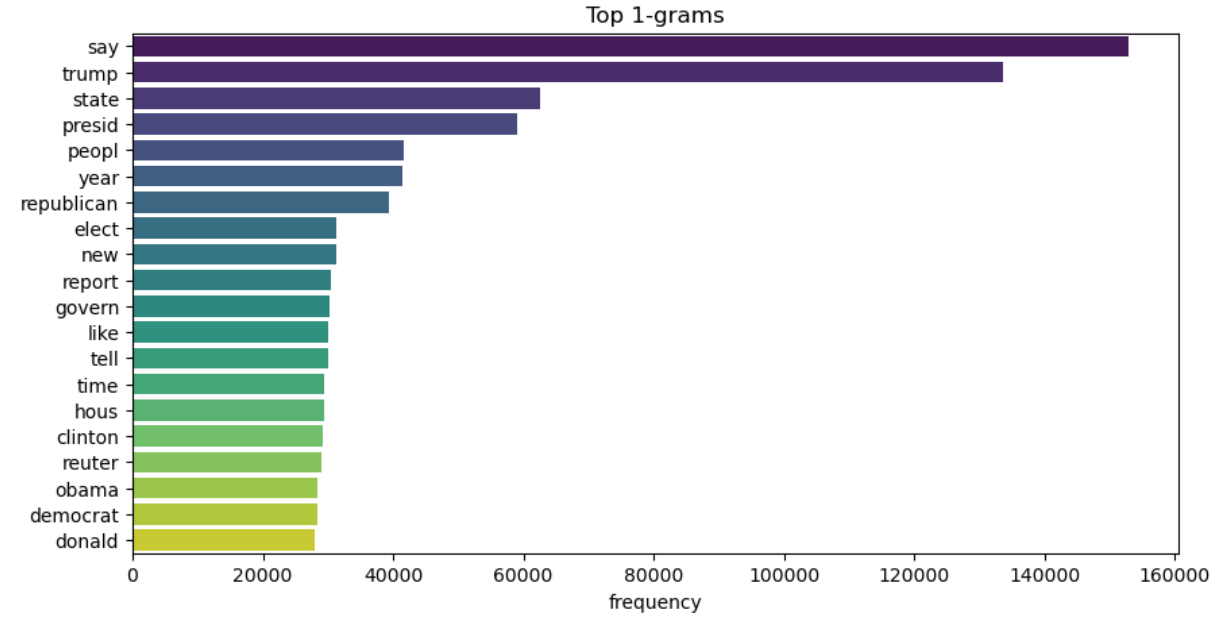 Top 1-grams
say
trump
state
presid
peopl
year
republican
elect
new
report
govern
like
tell
time
hous
clinton
reuter
obama
democrat
donald
0 20000 40000 60000 80000 100000 120000 140000 160000
frequency